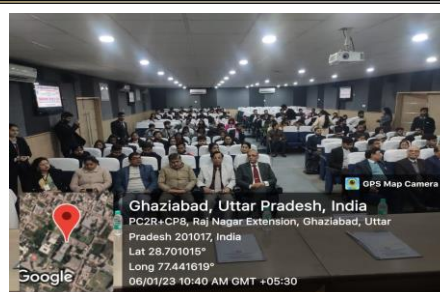 GPS Map Camera
Ghaziabad, Uttar Pradesh, India
PC2R+CP8, Raj Nagar Extension, Ghaziabad, Uttar
Pradesh 201017, India
Lat 28.701015°
Long 77.441619°
06/01/23 10:40 AM GMT +05:30
Google